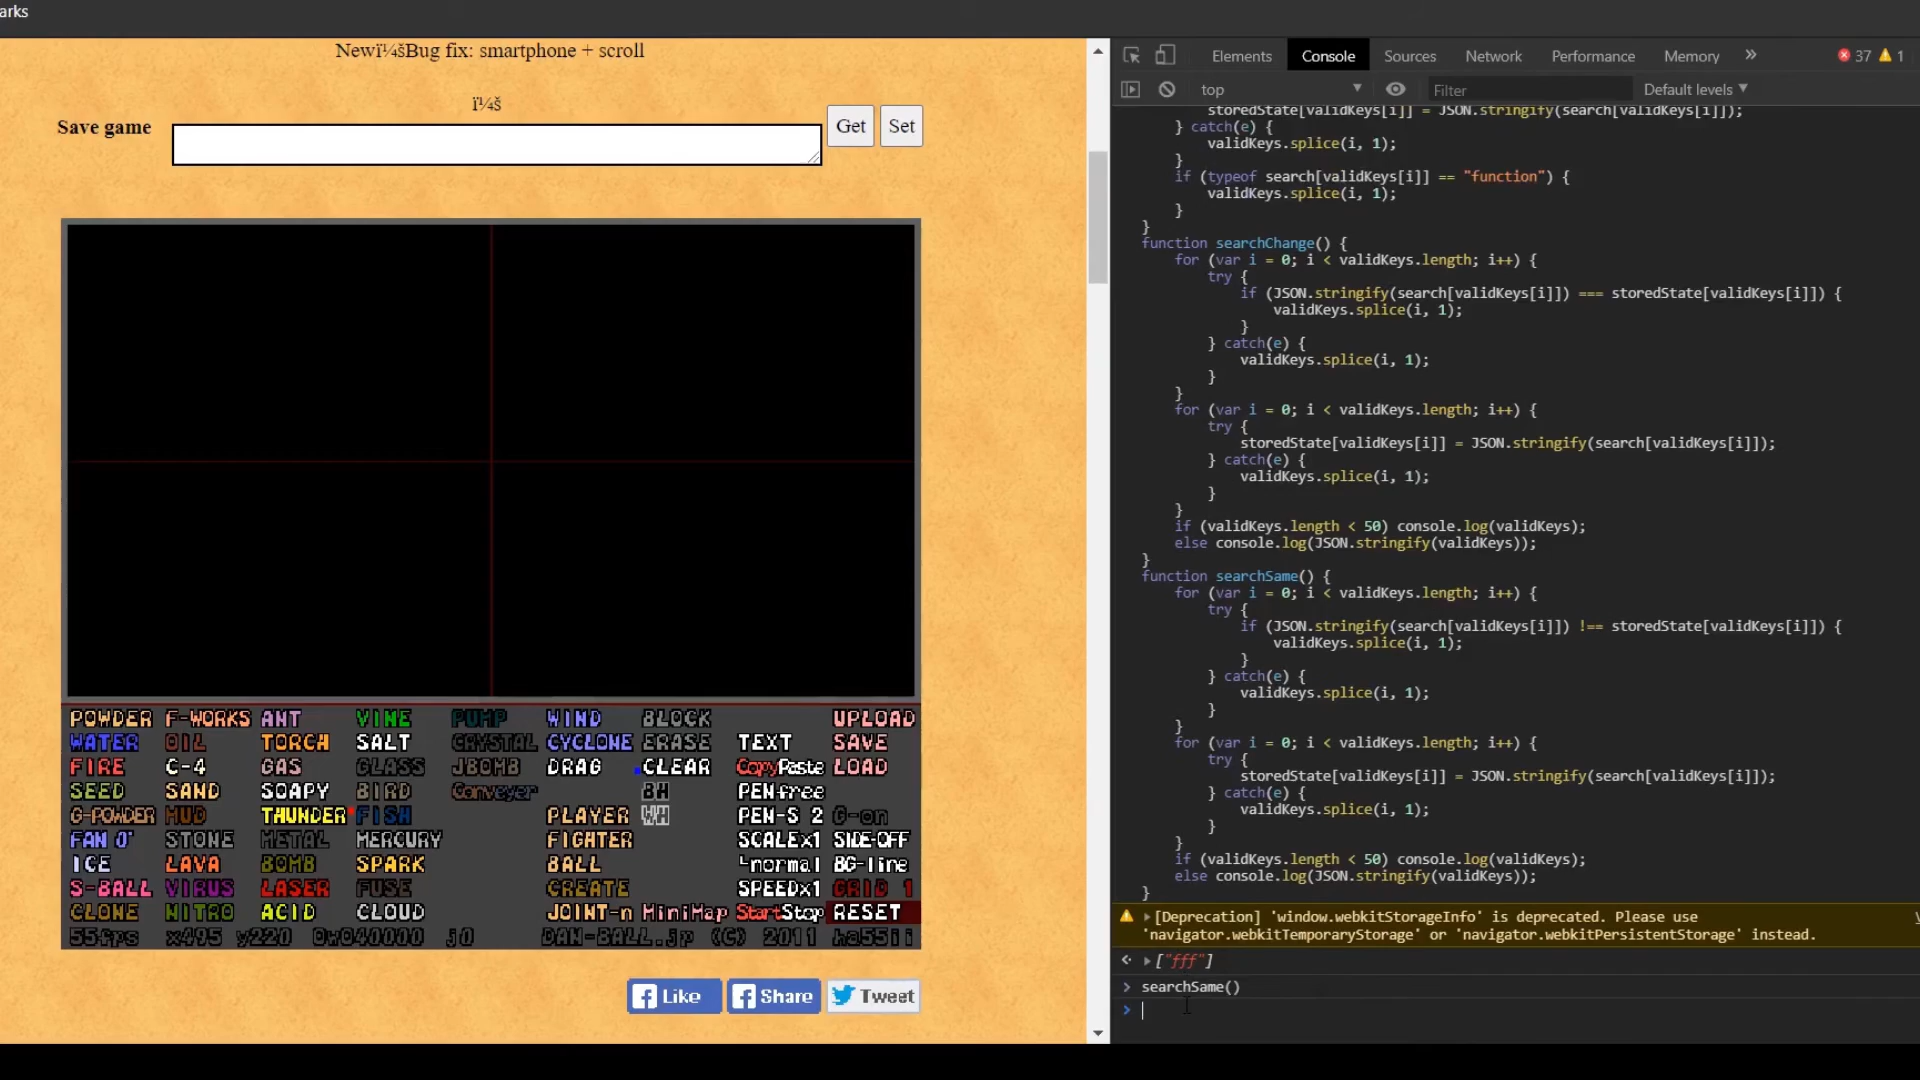 arks
Newï¼šBug fix: smartphone + scroll
ï¼š
Save game
Get Set
POWDER F-WORKS ANT VINE PUMP WIND BLOCK UPLOAD
WATER OIL TORCH SALT CRYSTAL CYCLONE ERASE TEXT SAVE
FIRE C-4 GAS GLASS JBOMB DRAG CLEAR CopyPaste LOAD
SEED SAND SOAPY BIRD Conveyer BH PEN-free
G-POWDER MUD THUNDER FISH PLAYER WH PEN-S 2 G-on
FAN STONE METAL MERCURY FIGHTER SCALEx1 SIDE-OFF
ICE LAVA BOMB SPARK BALL └normal BG-line
S-BALL VIRUS LASER FUSE CREATE SPEEDx1 GRID 1
CLONE NITRO ACID CLOUD JOINT-n MiniMap StartStop RESET
55fps x495 y220 0w040000 j0 DAN-BALL.jp (C) 2011 ha55ii
Like Share Tweet
Elements Console Sources Network Performance Memory » 37 1
top Filter Default levels ▼
storedState[validKeys[i]] = JSON.stringify(search[validKeys[i]]);
} catch(e) {
validKeys.splice(i, 1);
}
if (typeof search[validKeys[i]] == "function") {
validKeys.splice(i, 1);
}
}
function searchChange() {
for (var i = 0; i < validKeys.length; i++) {
try {
if (JSON.stringify(search[validKeys[i]]) === storedState[validKeys[i]]) {
validKeys.splice(i, 1);
}
} catch(e) {
validKeys.splice(i, 1);
}
}
for (var i = 0; i < validKeys.length; i++) {
try {
storedState[validKeys[i]] = JSON.stringify(search[validKeys[i]]);
} catch(e) {
validKeys.splice(i, 1);
}
}
if (validKeys.length < 50) console.log(validKeys);
else console.log(JSON.stringify(validKeys));
}
function searchSame() {
for (var i = 0; i < validKeys.length; i++) {
try {
if (JSON.stringify(search[validKeys[i]]) !== storedState[validKeys[i]]) {
validKeys.splice(i, 1);
}
} catch(e) {
validKeys.splice(i, 1);
}
}
for (var i = 0; i < validKeys.length; i++) {
try {
storedState[validKeys[i]] = JSON.stringify(search[validKeys[i]]);
} catch(e) {
validKeys.splice(i, 1);
}
}
if (validKeys.length < 50) console.log(validKeys);
else console.log(JSON.stringify(validKeys));
}
[Deprecation] 'window.webkitStorageInfo' is deprecated. Please use
'navigator.webkitTemporaryStorage' or 'navigator.webkitPersistentStorage' instead.
["fff"]
searchSame()